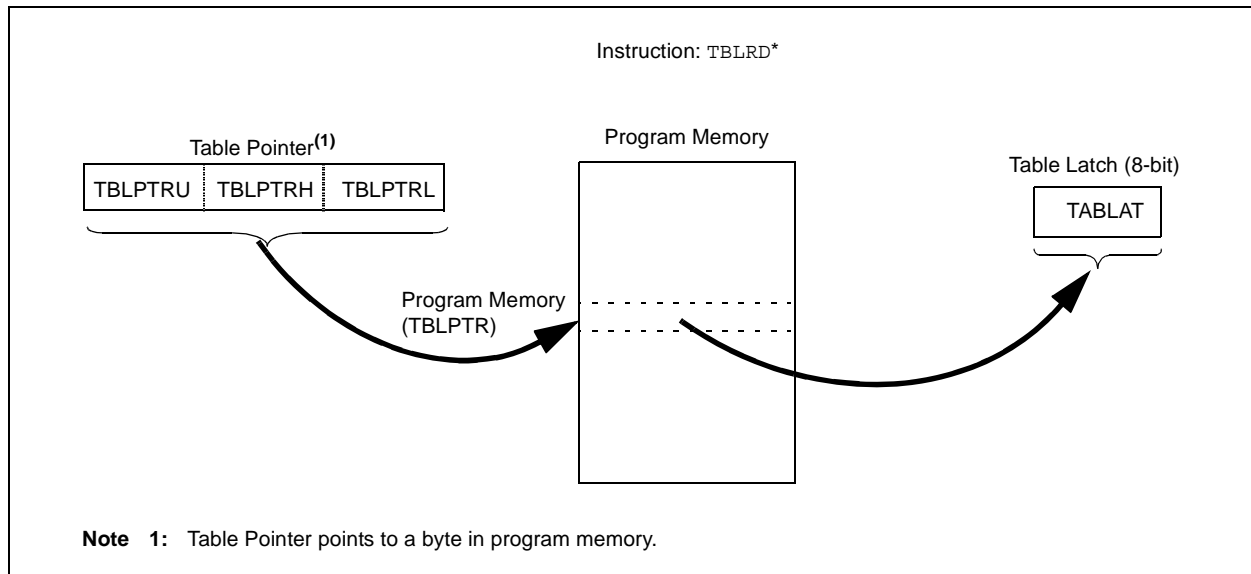 Instruction: TBLRD*
Table Pointer(1)
TBLPTRU TBLPTRH TBLPTRL
Program Memory
Table Latch (8-bit)
TABLAT
Program Memory
(TBLPTR)
Note 1: Table Pointer points to a byte in program memory.